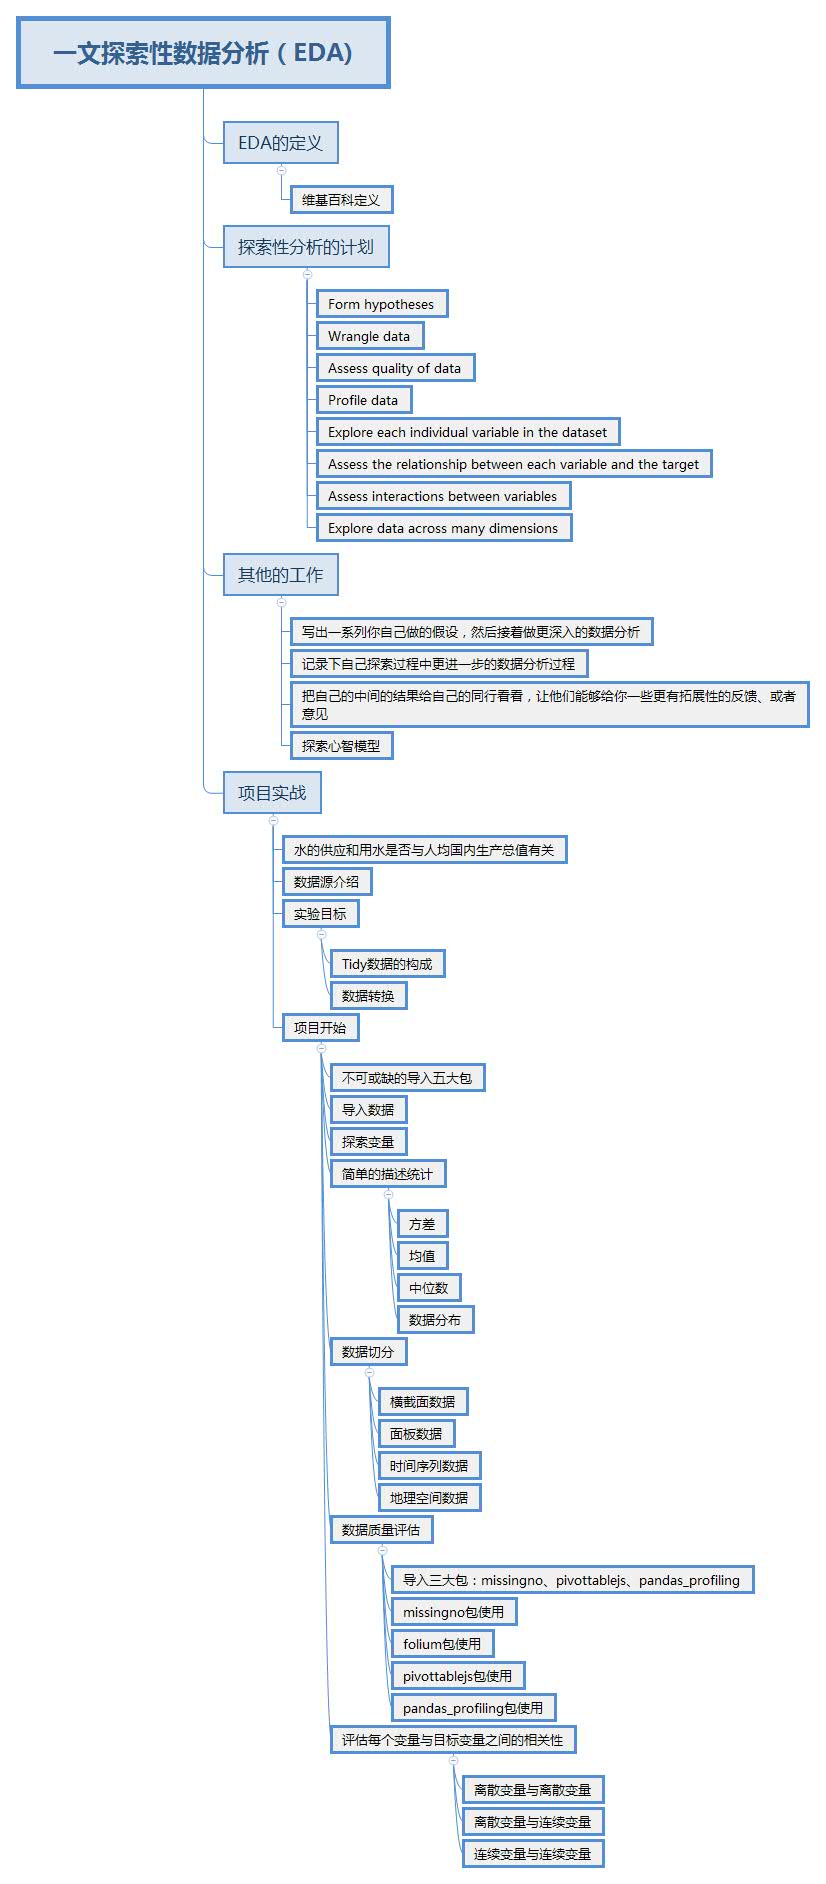 一文探索性数据分析（EDA）
EDA的定义
维基百科定义
探索性分析的计划
Form hypotheses
Wrangle data
Assess quality of data
Profile data
Explore each individual variable in the dataset
Assess the relationship between each variable and the target
Assess interactions between variables
Explore data across many dimensions
其他的工作
写出一系列你自己做的假设，然后接着做更深入的数据分析
记录下自己探索过程中更进一步的数据分析过程
把自己的中间的结果给自己的同行看看，让他们能够给你一些更有拓展性的反馈、或者
意见
探索心智模型
项目实战
水的供应和用水是否与人均国内生产总值有关
数据源介绍
实验目标
Tidy数据的构成
数据转换
项目开始
不可或缺的导入五大包
导入数据
探索变量
简单的描述统计
方差
均值
中位数
数据分布
数据切分
横截面数据
面板数据
时间序列数据
地理空间数据
数据质量评估
导入三大包：missingno、pivottablejs、pandas_profiling
missingno包使用
folium包使用
pivottablejs包使用
pandas_profiling包使用
评估每个变量与目标变量之间的相关性
离散变量与离散变量
离散变量与连续变量
连续变量与连续变量